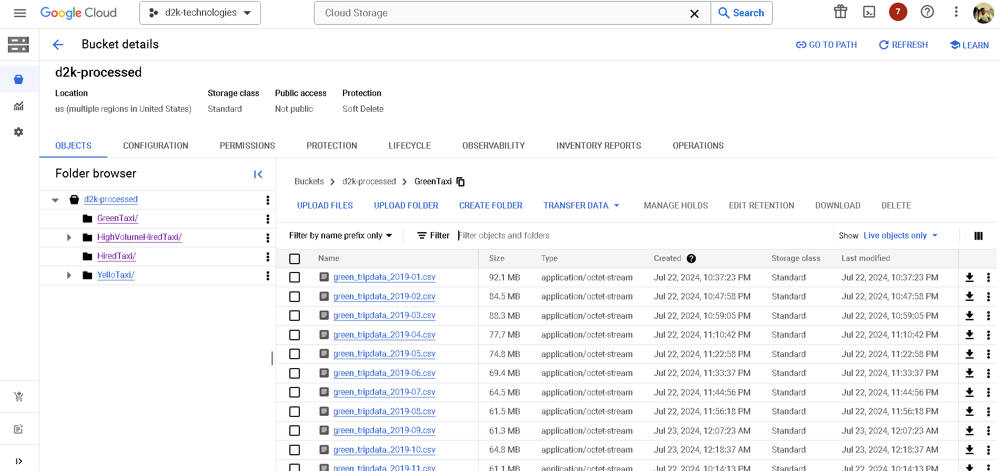 Google Cloud
d2k-technologies
Cloud Storage
Search
7
Bucket details
GO TO PATH
REFRESH
LEARN
d2k-processed
Location Storage class Public access Protection
us (multiple regions in United States) Standard Not public Soft Delete
OBJECTS CONFIGURATION PERMISSIONS PROTECTION LIFECYCLE OBSERVABILITY INVENTORY REPORTS OPERATIONS
Folder browser
d2k-processed
GreenTaxi/
HighVolumeHiredTaxi/
HiredTaxi/
YelloTaxi/
Buckets > d2k-processed > GreenTaxi
UPLOAD FILES UPLOAD FOLDER CREATE FOLDER TRANSFER DATA MANAGE HOLDS EDIT RETENTION DOWNLOAD DELETE
Filter by name prefix only Filter Filter objects and folders Show Live objects only
Name Size Type Created Storage class Last modified
green_tripdata_2019-01.csv 92.1 MB application/octet-stream Jul 22, 2024, 10:37:23 PM Standard Jul 22, 2024, 10:37:23 PM
green_tripdata_2019-02.csv 84.5 MB application/octet-stream Jul 22, 2024, 10:47:58 PM Standard Jul 22, 2024, 10:47:58 PM
green_tripdata_2019-03.csv 88.3 MB application/octet-stream Jul 22, 2024, 10:59:05 PM Standard Jul 22, 2024, 10:59:05 PM
green_tripdata_2019-04.csv 77.7 MB application/octet-stream Jul 22, 2024, 11:10:42 PM Standard Jul 22, 2024, 11:10:42 PM
green_tripdata_2019-05.csv 74.8 MB application/octet-stream Jul 22, 2024, 11:22:58 PM Standard Jul 22, 2024, 11:22:58 PM
green_tripdata_2019-06.csv 69.4 MB application/octet-stream Jul 22, 2024, 11:33:37 PM Standard Jul 22, 2024, 11:33:37 PM
green_tripdata_2019-07.csv 64.5 MB application/octet-stream Jul 22, 2024, 11:44:56 PM Standard Jul 22, 2024, 11:44:56 PM
green_tripdata_2019-08.csv 61.5 MB application/octet-stream Jul 22, 2024, 11:56:18 PM Standard Jul 22, 2024, 11:56:18 PM
green_tripdata_2019-09.csv 61.3 MB application/octet-stream Jul 23, 2024, 12:07:23 AM Standard Jul 23, 2024, 12:07:23 AM
green_tripdata_2019-10.csv 64.8 MB application/octet-stream Jul 23, 2024, 12:18:37 AM Standard Jul 23, 2024, 12:18:37 AM
green_tripdata_2019-11.csv 61.1 MB application/octet-stream Jul 22, 2024, 10:14:13 PM Standard Jul 22, 2024, 10:14:13 PM